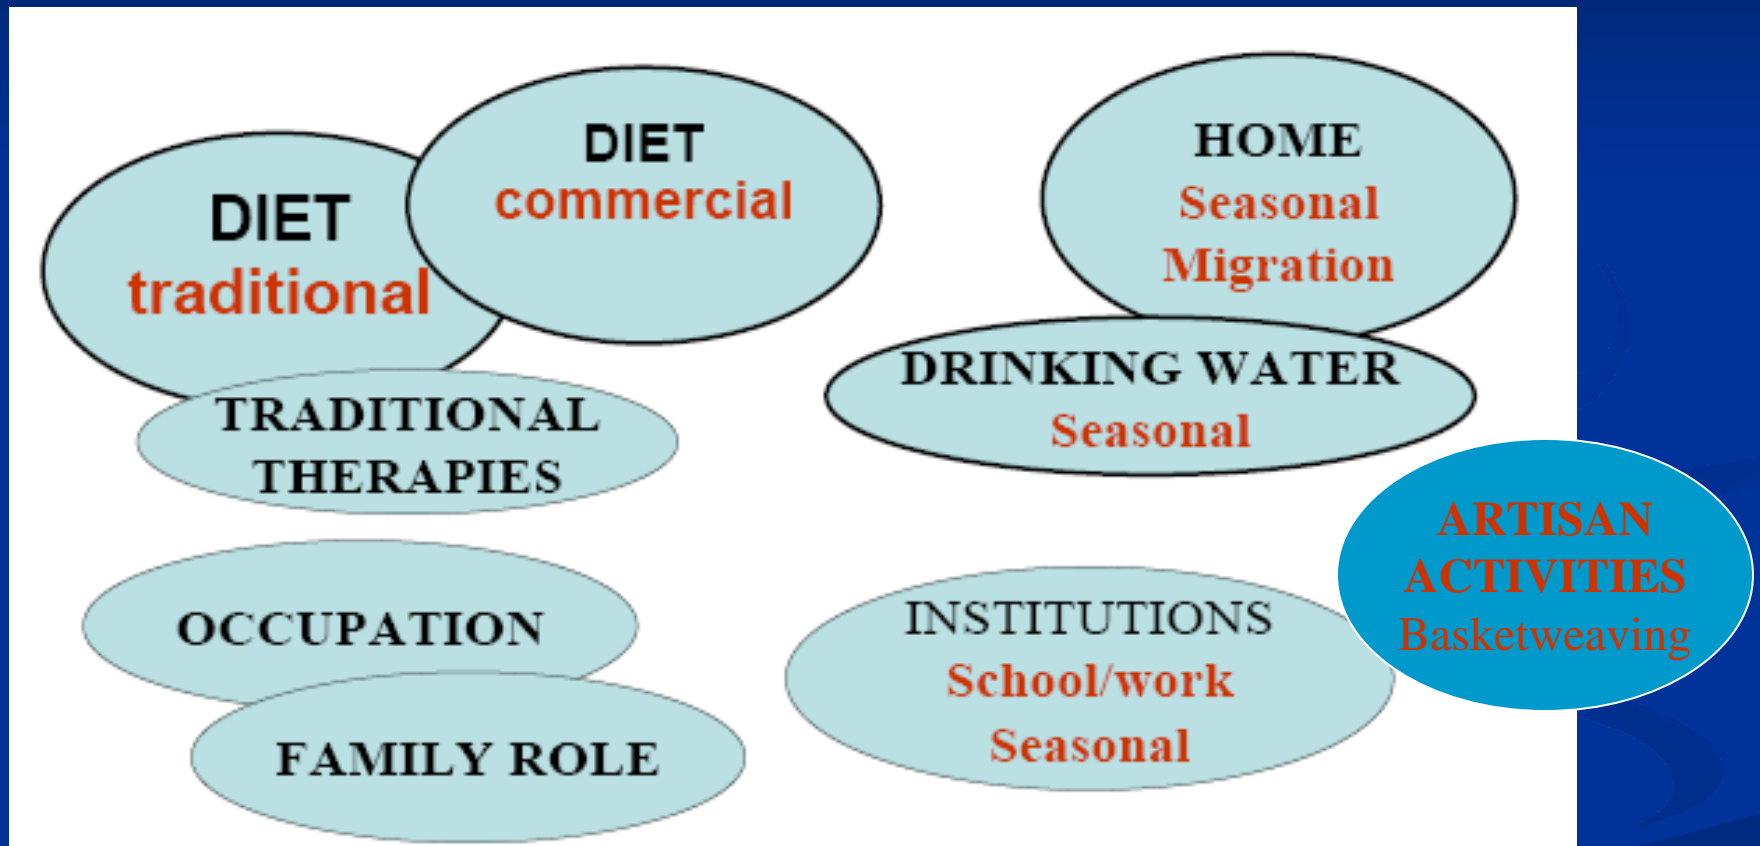 DIET
traditional
DIET
commercial
HOME
Seasonal
Migration
DRINKING WATER
Seasonal
TRADITIONAL
THERAPIES
ARTISAN
ACTIVITIES
Basketweaving
OCCUPATION
INSTITUTIONS
School/work
Seasonal
FAMILY ROLE